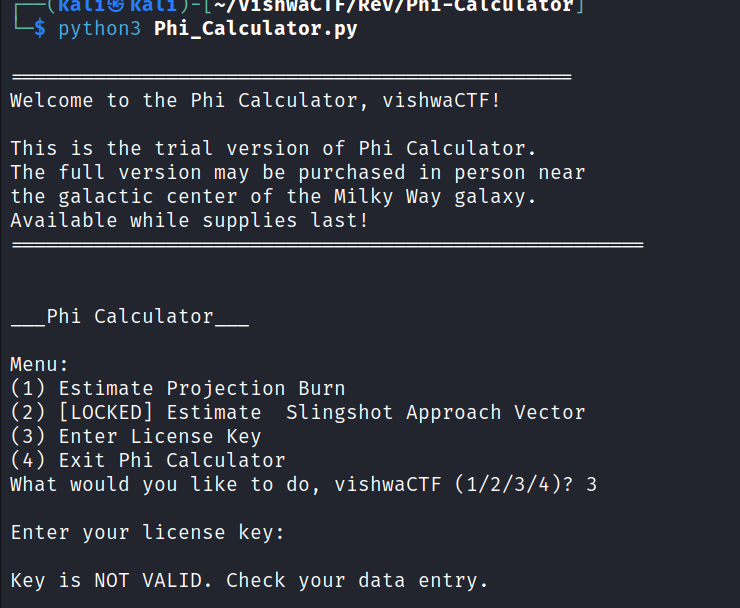 ┌──(kali㉿kali)-[~/VishwaCTF/Rev/Phi-Calculator]
└─$ python3 Phi_Calculator.py
===============================================
Welcome to the Phi Calculator, vishwaCTF!
This is the trial version of Phi Calculator.
The full version may be purchased in person near
the galactic center of the Milky Way galaxy.
Available while supplies last!
=====================================================
___Phi Calculator___
Menu:
(1) Estimate Projection Burn
(2) [LOCKED] Estimate  Slingshot Approach Vector
(3) Enter License Key
(4) Exit Phi Calculator
What would you like to do, vishwaCTF (1/2/3/4)? 3
Enter your license key:
Key is NOT VALID. Check your data entry.